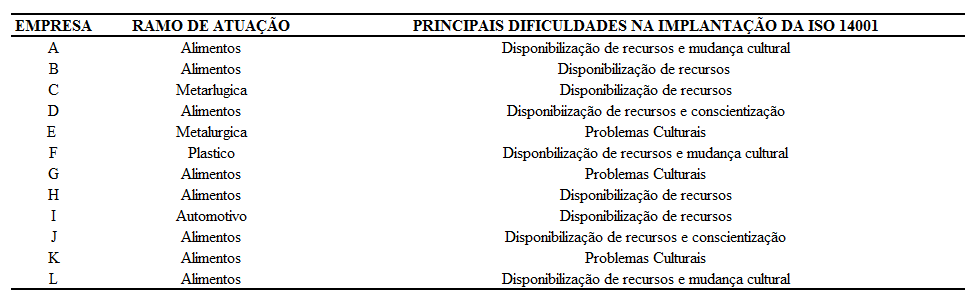 EMPRESA RAMO DE ATUAÇÃO PRINCIPAIS DIFICULDADES NA IMPLANTAÇÃO DA ISO 14001
A Alimentos Disponibilização de recursos e mudança cultural
B Alimentos Disponibilização de recursos
C Metarlugica Disponibilização de recursos
D Alimentos Disponibiização de recursos e conscientização
E Metalurgica Problemas Culturais
F Plastico Disponbilização de recursos e mudança cultural
G Alimentos Problemas Culturais
H Alimentos Disponibilização de recursos
I Automotivo Disponibilização de recursos
J Alimentos Disponibilização de recursos e conscientização
K Alimentos Problemas Culturais
L Alimentos Disponibilização de recursos e mudança cultural